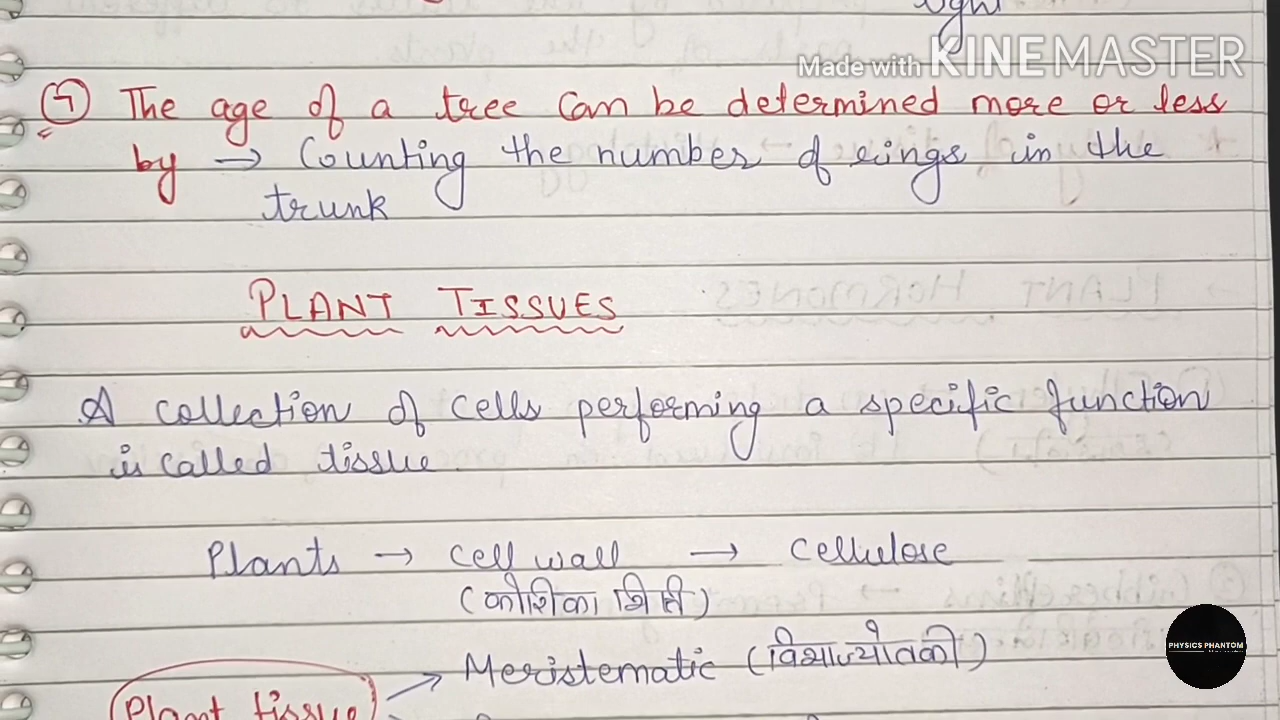 Made with KINEMASTER
7 The age of a tree can be determined more or less
by → Counting the number of rings in the
trunk
PLANT TISSUES
A collection of cells performing a specific function
is called tissue
Plants → cell wall → cellulose
(कोशिका भित्ती)
Meristematic (विभाज्योतकी)
Plant tissue
PHYSICS PHANTOM